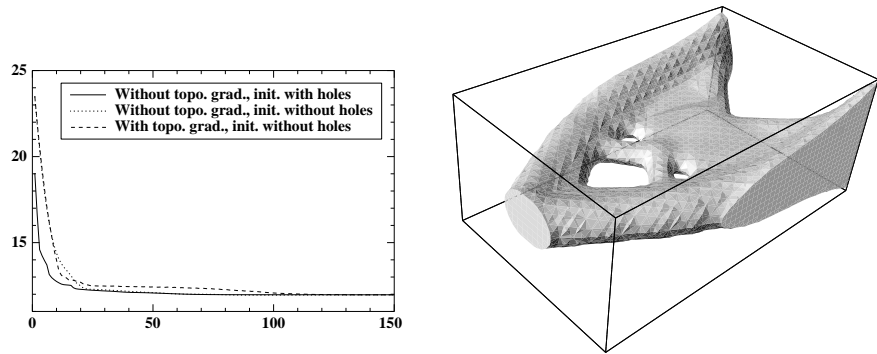 25
Without topo. grad., init. with holes
Without topo. grad., init. without holes
With topo. grad., init. without holes
20
15
0 50 100 150